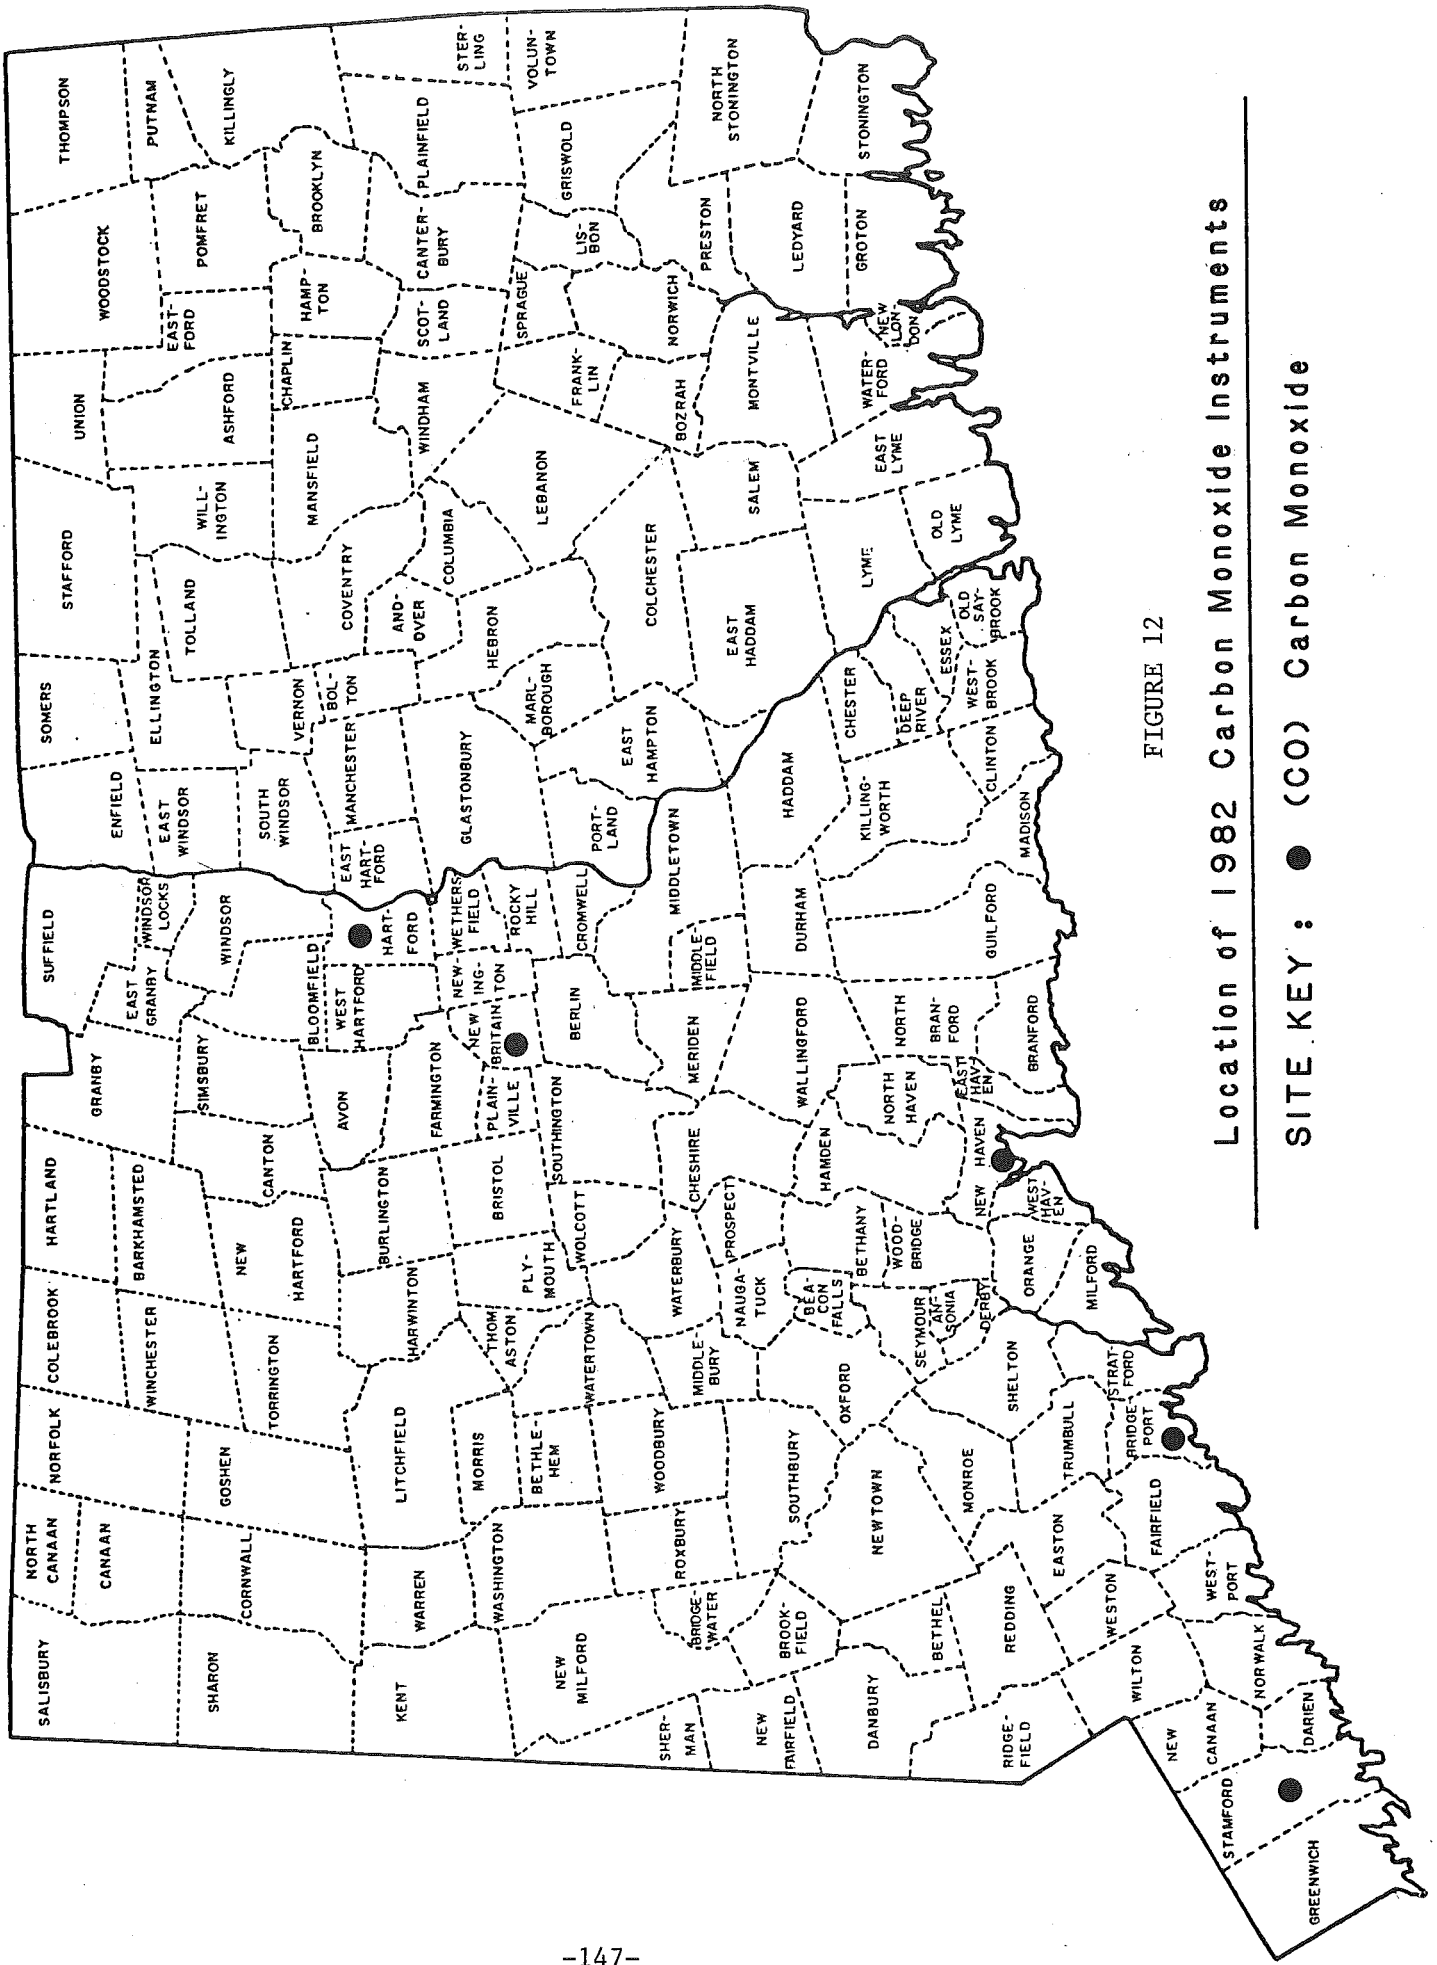 SALISBURY
NORTH
CANAAN
CANAAN
NORFOLK
COLEBROOK
HARTLAND
GRANBY
SUFFIELD
ENFIELD
SOMERS
STAFFORD
UNION
WOODSTOCK
THOMPSON
SHARON
CORNWALL
GOSHEN
WINCHESTER
BARKHAMSTED
EAST
GRANBY
WINDSOR
LOCKS
EAST
WINDSOR
ELLINGTON
TOLLAND
WILL-
INGTON
ASHFORD
EAST-
FORD
POMFRET
PUTNAM
KILLINGLY
TORRINGTON
NEW
HARTFORD
CANTON
SIMSBURY
BLOOMFIELD
WINDSOR
SOUTH
WINDSOR
VERNON
BOL-
TON
COVENTRY
MANSFIELD
CHAPLIN
HAMP-
TON
BROOKLYN
KENT
WARREN
LITCHFIELD
HARWINTON
BURLINGTON
AVON
WEST
HARTFORD
HART-
FORD
EAST
HART-
FORD
MANCHESTER
AND-
OVER
COLUMBIA
WINDHAM
SCOT-
LAND
CANTER-
BURY
PLAINFIELD
STER-
LING
NEW
MILFORD
WASHINGTON
MORRIS
BETHLE-
HEM
THOM
ASTON
PLY-
MOUTH
BRISTOL
FARMINGTON
PLAIN-
VILLE
NEW
BRITAIN
NEW-
ING-
TON
WETHERS
FIELD
ROCKY
HILL
GLASTONBURY
HEBRON
MARL-
BOROUGH
LEBANON
FRANK-
LIN
SPRAGUE
LIS-
BON
GRISWOLD
VOLUN-
TOWN
SHER-
MAN
BRIDGE-
WATER
ROXBURY
WOODBURY
WATERTOWN
WATERBURY
WOLCOTT
SOUTHINGTON
BERLIN
CROMWELL
PORT-
LAND
EAST
HAMPTON
COLCHESTER
BOZRAH
NORWICH
PRESTON
NORTH
STONINGTON
NEW
FAIRFIELD
BROOK-
FIELD
SOUTHBURY
MIDDLE-
BURY
NAUGA-
TUCK
PROSPECT
CHESHIRE
MERIDEN
MIDDLE-
FIELD
MIDDLETOWN
HADDAM
EAST
HADDAM
SALEM
MONTVILLE
LEDYARD
STONINGTON
DANBURY
BETHEL
NEWTOWN
OXFORD
BEA-
CON
FALLS
BETHANY
HAMDEN
WALLINGFORD
DURHAM
KILLING-
WORTH
CHESTER
DEEP
RIVER
ESSEX
LYME
EAST
LYME
WATER-
FORD
NEW
LON-
DON
GROTON
RIDGE-
FIELD
REDDING
MONROE
SHELTON
SEYMOUR
AN-
SONIA
DERBY
WOOD-
BRIDGE
NEW HAVEN
NORTH
HAVEN
EAST
HAV-
EN
NORTH
BRAN-
FORD
BRANFORD
GUILFORD
MADISON
CLINTON
WEST-
BROOK
OLD
SAY-
BROOK
OLD
LYME
WILTON
WESTON
EASTON
TRUMBULL
STRAT-
FORD
BRIDGE-
PORT
FAIRFIELD
WEST-
PORT
MILFORD
ORANGE
WEST
HAV-
EN
NORWALK
NEW
CANAAN
DARIEN
STAMFORD
GREENWICH
FIGURE 12
Location of 1982 Carbon Monoxide Instruments
SITE KEY: ● (CO) Carbon Monoxide
-147-